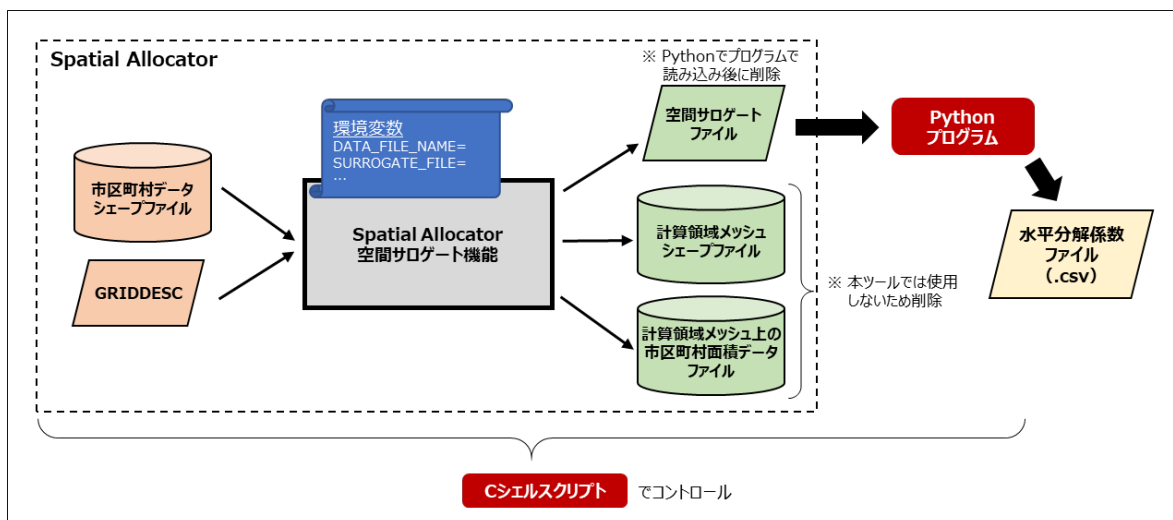 Spatial Allocator
※ Pythonでプログラムで
読み込み後に削除
環境変数
DATA_FILE_NAME=
SURROGATE_FILE=
...
空間サロゲート
ファイル
Python
プログラム
市区町村データ
シェープファイル
Spatial Allocator
空間サロゲート機能
計算領域メッシュ
シェープファイル
水平分解係数
ファイル
（.csv）
GRIDDESC
※ 本ツールでは使用
しないため削除
計算領域メッシュ上の
市区町村面積データ
ファイル
Cシェルスクリプト でコントロール